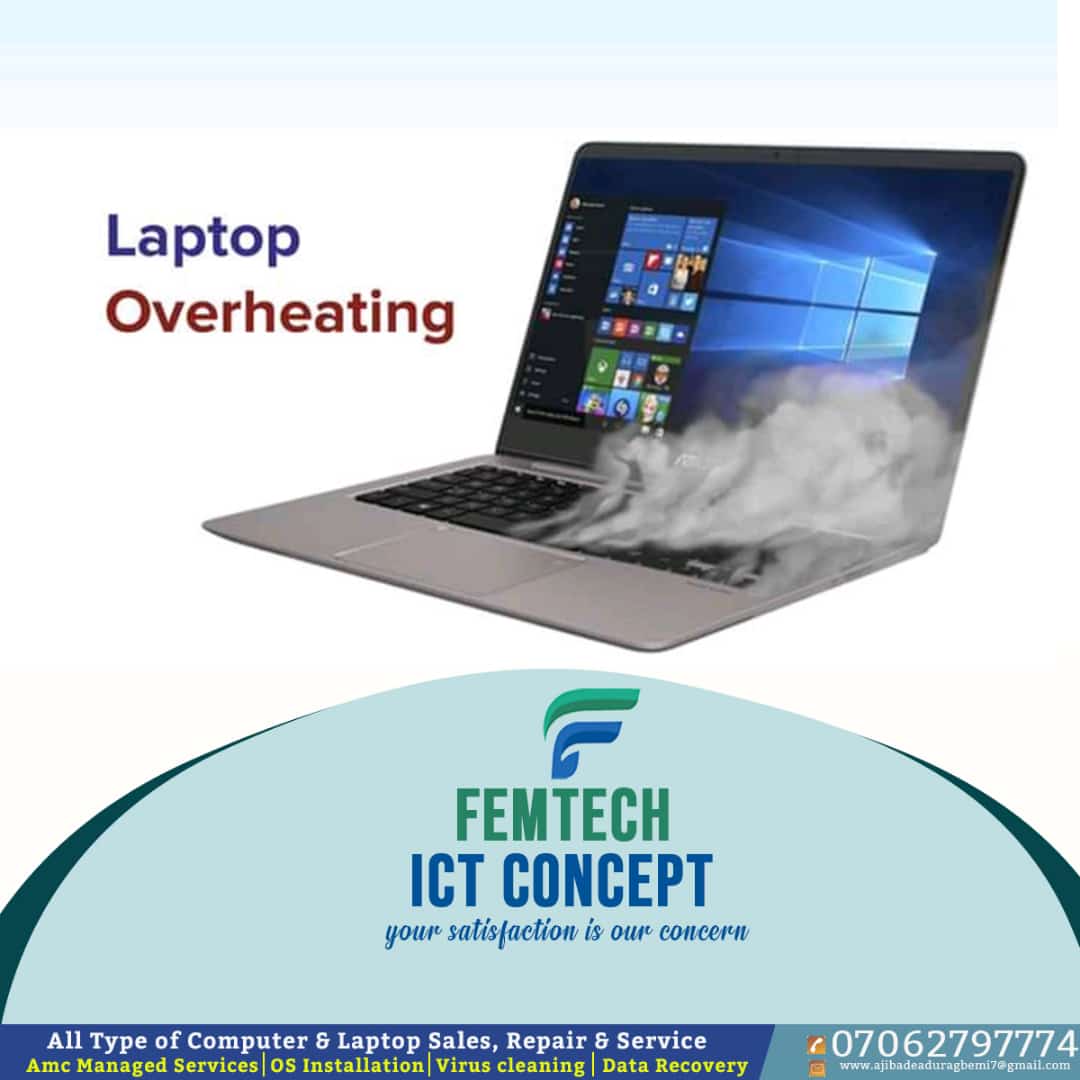 Laptop
Overheating
FEMTECH
ICT CONCEPT
your satisfaction is our concern
All Type of Computer & Laptop Sales, Repair & Service
Amc Managed Services| OS Installation| Virus cleaning | Data Recovery
07062797774
www.ajibadeaduragbemi7@gmail.com